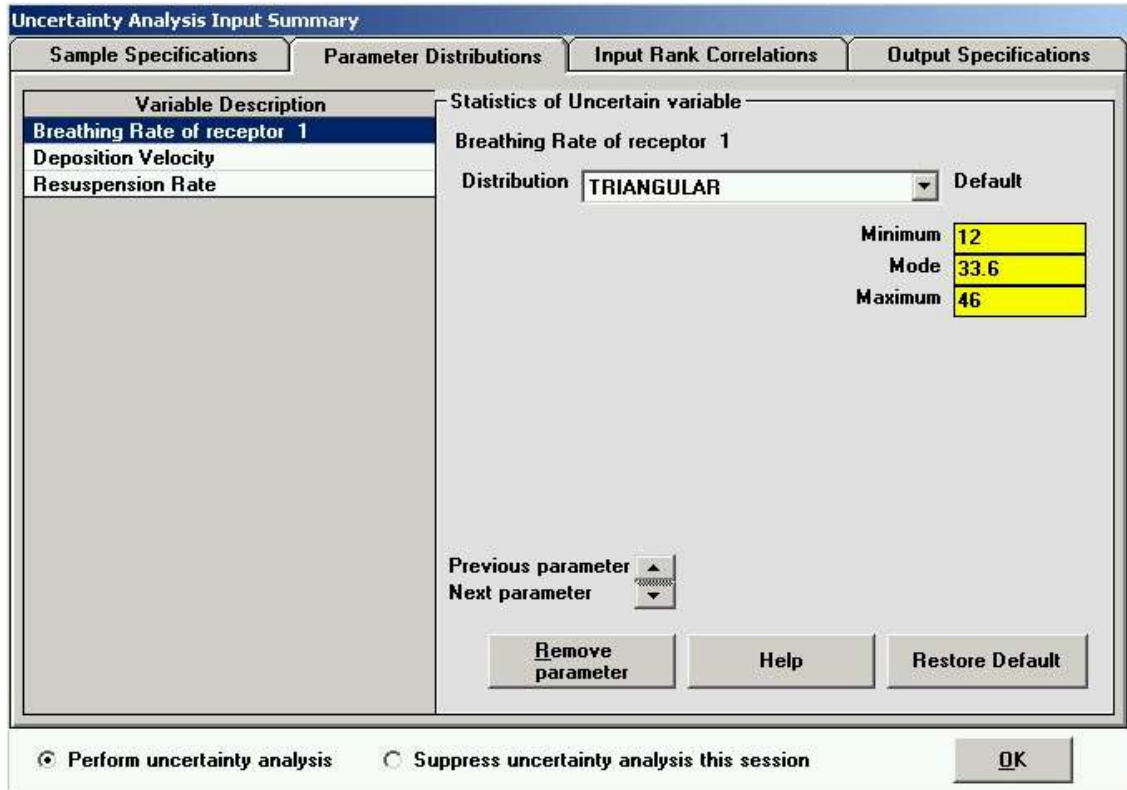 Uncertainty Analysis Input Summary
Sample Specifications
Parameter Distributions
Input Rank Correlations
Output Specifications
Variable Description
Breathing Rate of receptor 1
Deposition Velocity
Resuspension Rate
Statistics of Uncertain variable
Breathing Rate of receptor 1
Distribution TRIANGULAR Default
Minimum 12
Mode 33.6
Maximum 46
Previous parameter
Next parameter
Remove
parameter
Help
Restore Default
Perform uncertainty analysis
Suppress uncertainty analysis this session
OK